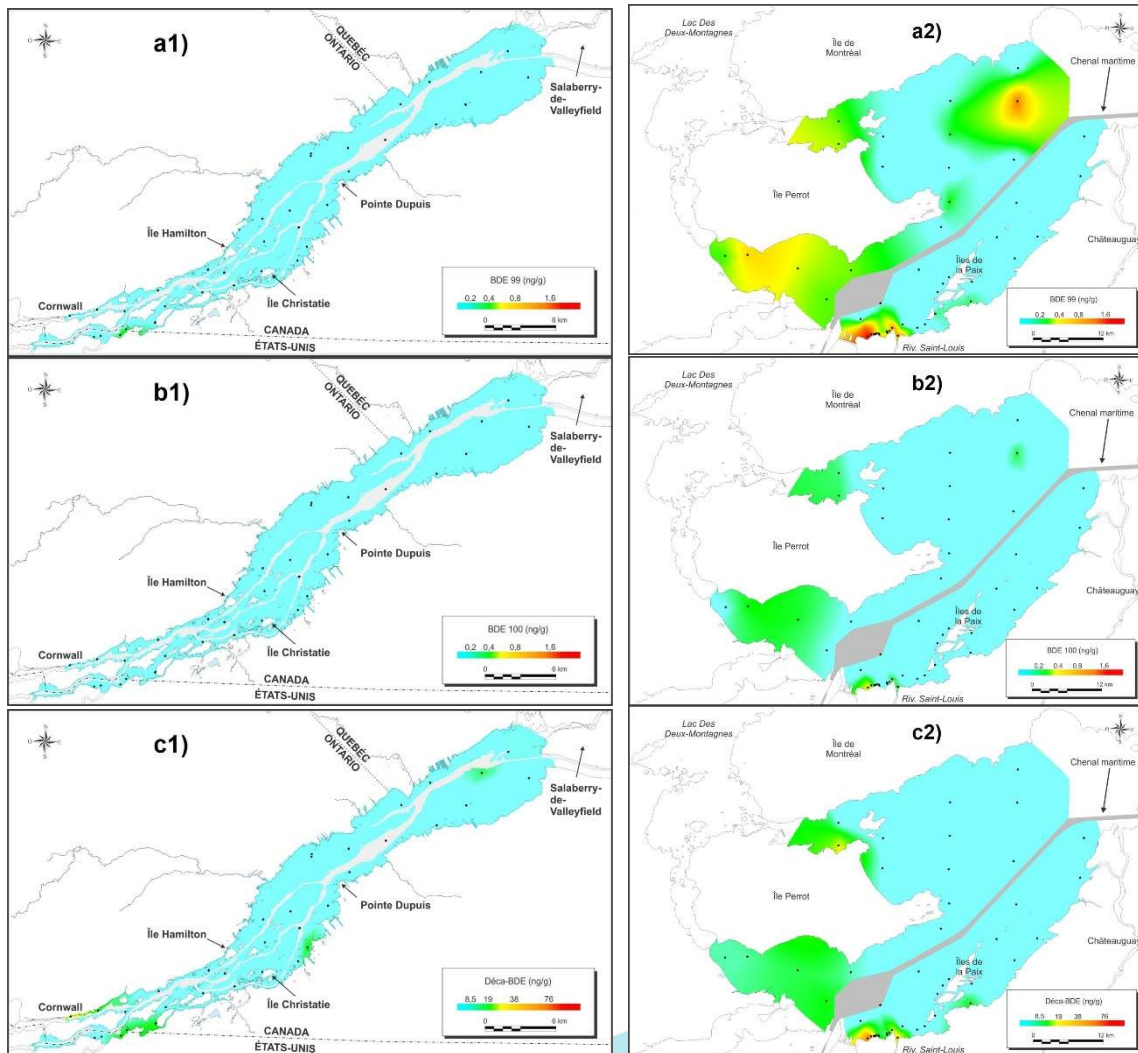 a1)
QUÉBÉC
ONTARIO
Salaberry-
de-
Valleyfield
Pointe Dupuis
Île Hamilton
Île Christatie
Cornwall
CANADA
ÉTATS-UNIS
BDE 99 (ng/g)
0,2 0,4 0,8 1,6
0 6 km
a2)
Lac Des
Deux-Montagnes
Île de
Montréal
Chenal maritime
Île Perrot
Châteauguay
Îles de
la Paix
Riv. Saint-Louis
BDE 99 (ng/g)
0,2 0,4 0,8 1,6
0 12 km
b1)
QUÉBÉC
ONTARIO
Salaberry-
de-
Valleyfield
Pointe Dupuis
Île Hamilton
Île Christatie
Cornwall
CANADA
ÉTATS-UNIS
BDE 100 (ng/g)
0,2 0,4 0,8 1,6
0 6 km
b2)
Lac Des
Deux-Montagnes
Île de
Montréal
Chenal maritime
Île Perrot
Châteauguay
Îles de
la Paix
Riv. Saint-Louis
BDE 100 (ng/g)
0,2 0,4 0,8 1,6
0 12 km
c1)
QUÉBÉC
ONTARIO
Salaberry-
de-
Valleyfield
Pointe Dupuis
Île Hamilton
Île Christatie
Cornwall
CANADA
ÉTATS-UNIS
Déca-BDE (ng/g)
8,5 19 38 76
0 6 km
c2)
Lac Des
Deux-Montagnes
Île de
Montréal
Chenal maritime
Île Perrot
Châteauguay
Îles de
la Paix
Riv. Saint-Louis
Déca-BDE (ng/g)
8,5 19 38 76
0 12 km